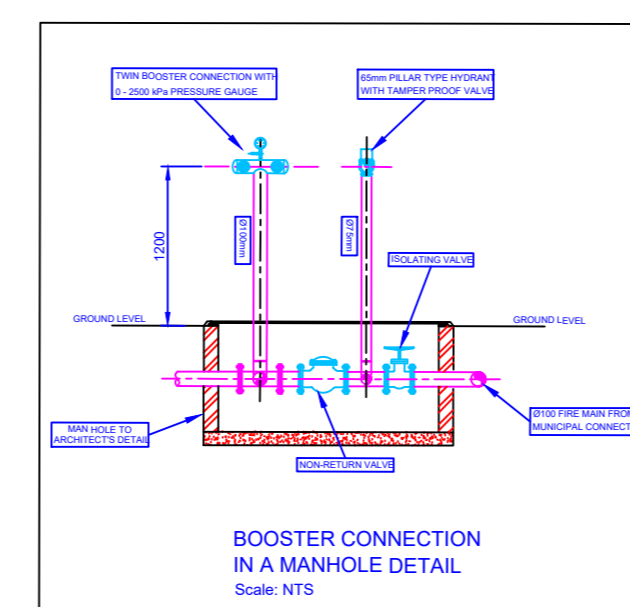 TWIN BOOSTER CONNECTION WITH
0 - 2500 kPa PRESSURE GAUGE
65mm PILLAR TYPE HYDRANT
WITH TAMPER PROOF VALVE
1200
Ø100mm
Ø75mm
ISOLATING VALVE
GROUND LEVEL
GROUND LEVEL
MAN HOLE TO
ARCHITECT'S DETAIL
NON-RETURN VALVE
Ø100 FIRE MAIN FROM
MUNICIPAL CONNECT
BOOSTER CONNECTION
IN A MANHOLE DETAIL
Scale: NTS